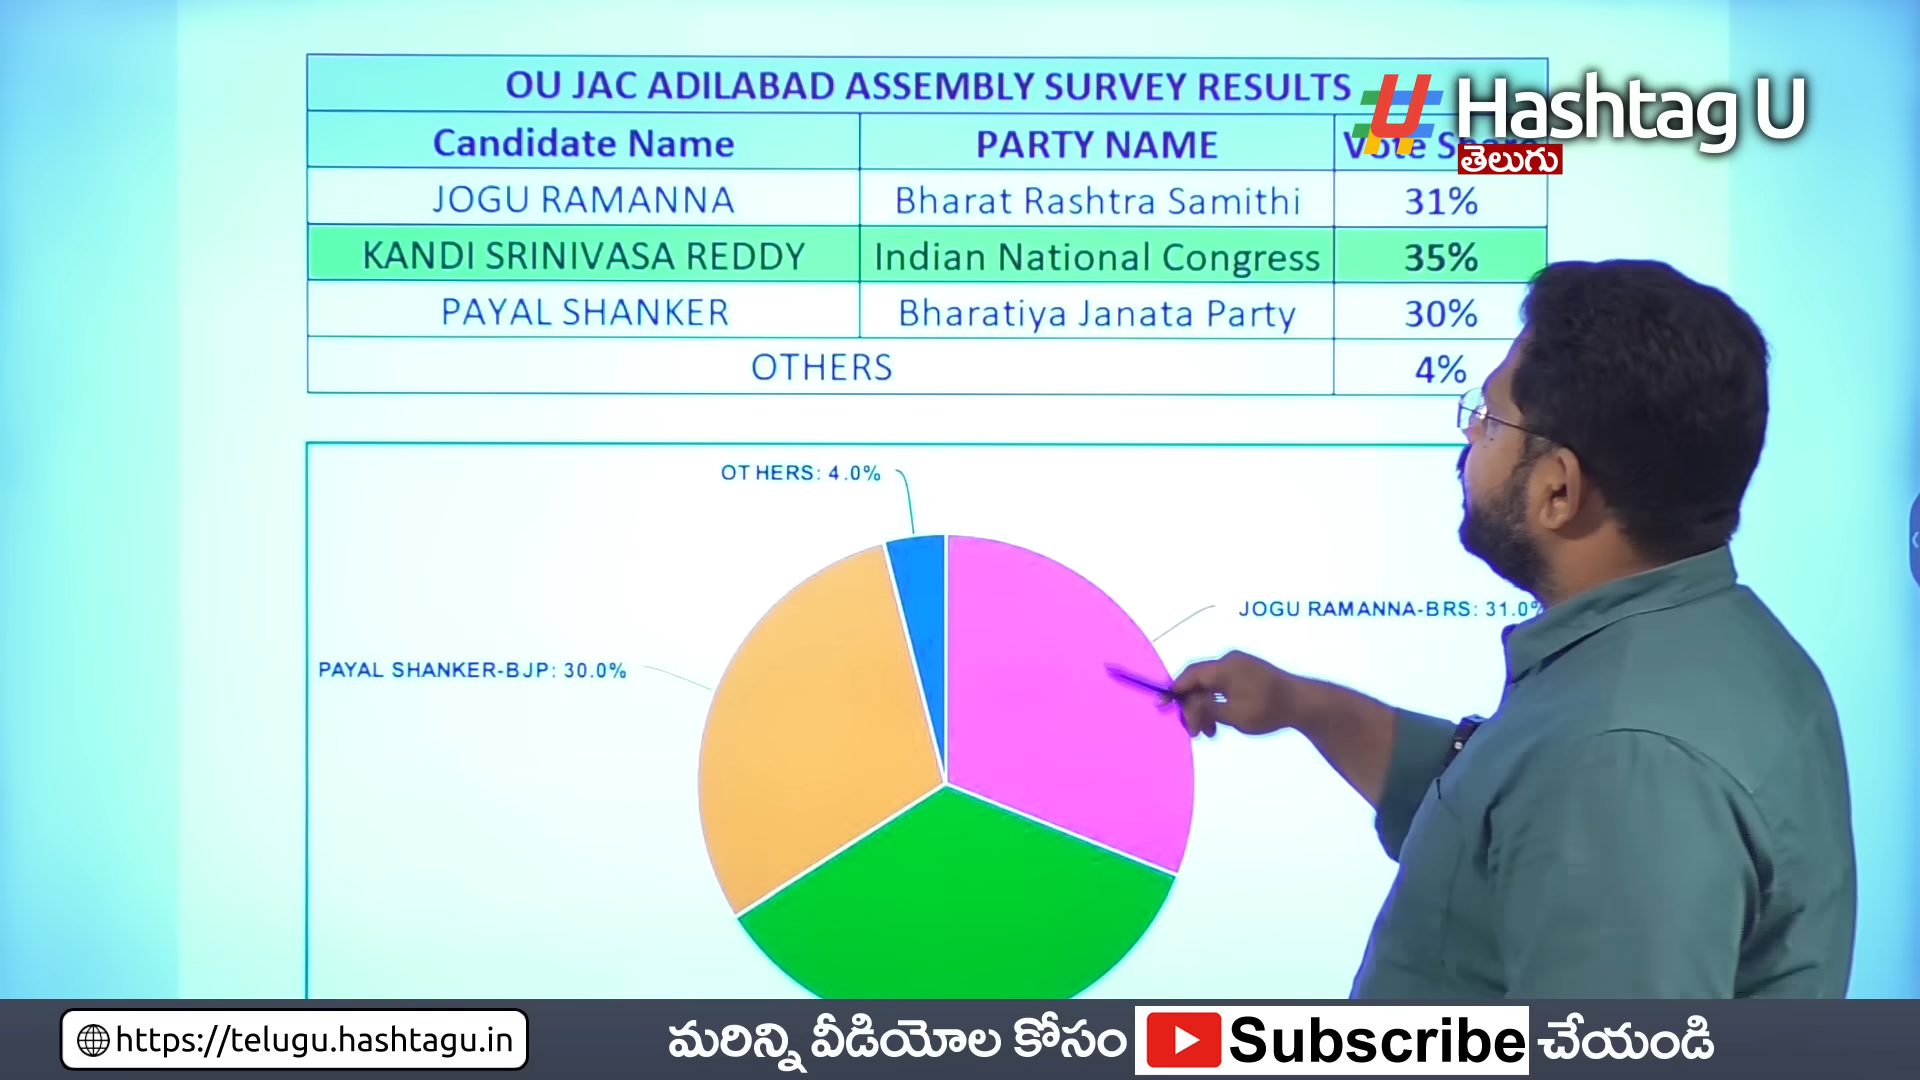 OU JAC ADILABAD ASSEMBLY SURVEY RESULTS
Hashtag U
తెలుగు
Candidate Name PARTY NAME Vote
JOGU RAMANNA Bharat Rashtra Samithi 31%
KANDI SRINIVASA REDDY Indian National Congress 35%
PAYAL SHANKER Bharatiya Janata Party 30%
OTHERS 4%
OTHERS: 4.0%
JOGU RAMANNA-BRS: 31.0%
PAYAL SHANKER-BJP: 30.0%
https://telugu.hashtagu.in
మరిన్ని వీడియోల కోసం Subscribe చేయండి